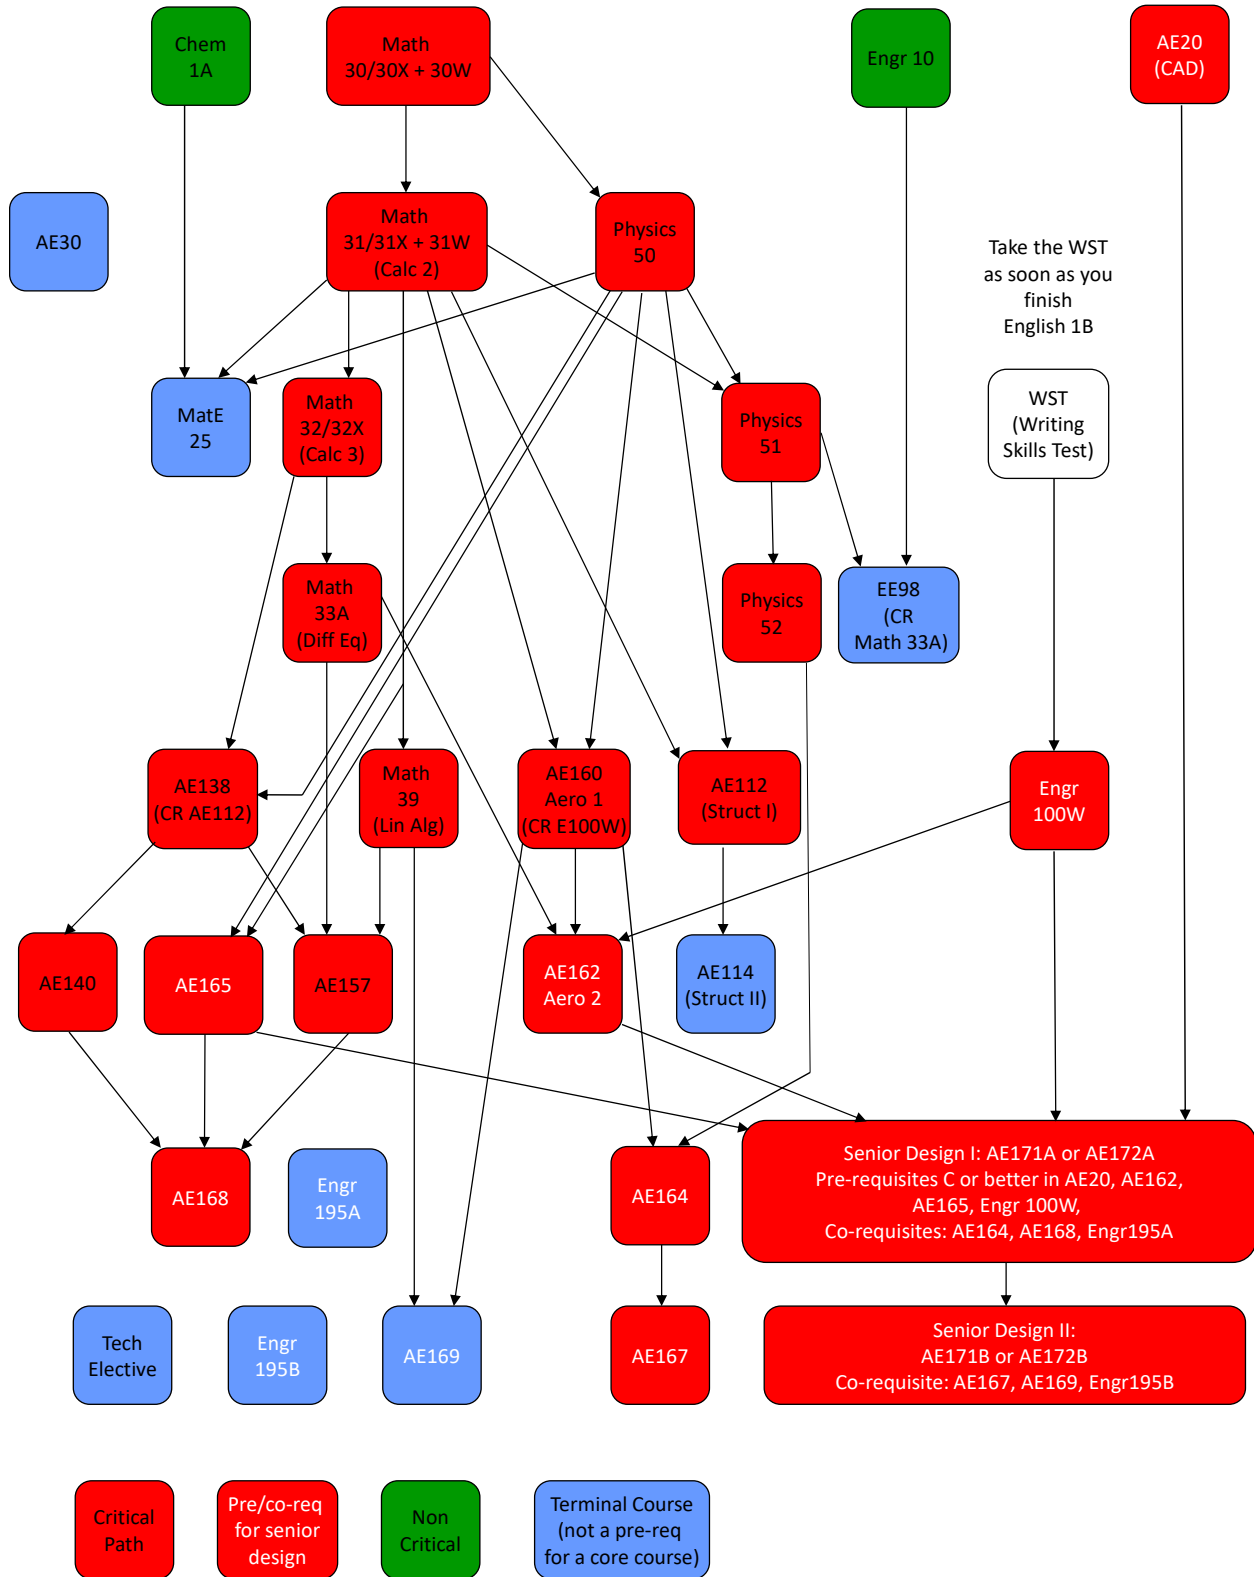 Chem
1A
Math
30/30X + 30W
Engr 10
AE20
(CAD)
AE30
Math
31/31X + 31W
(Calc 2)
Physics
50
Take the WST
as soon as you
finish
English 1B
MatE
25
Math
32/32X
(Calc 3)
Physics
51
WST
(Writing
Skills Test)
Math
33A
(Diff Eq)
Physics
52
EE98
(CR
Math 33A)
AE138
(CR AE112)
Math
39
(Lin Alg)
AE160
Aero 1
(CR E100W)
AE112
(Struct I)
Engr
100W
AE140
AE165
AE157
AE162
Aero 2
AE114
(Struct II)
AE168
Engr
195A
AE164
Senior Design I: AE171A or AE172A
Pre-requisites C or better in AE20, AE162,
AE165, Engr 100W,
Co-requisites: AE164, AE168, Engr195A
Tech
Elective
Engr
195B
AE169
AE167
Senior Design II:
AE171B or AE172B
Co-requisite: AE167, AE169, Engr195B
Critical
Path
Pre/co-req
for senior
design
Non
Critical
Terminal Course
(not a pre-req
for a core course)